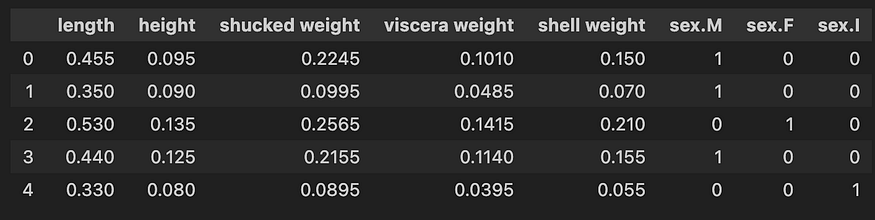 length height shucked weight viscera weight shell weight sex.M sex.F sex.I
0 0.455 0.095 0.2245 0.1010 0.150 1 0 0
1 0.350 0.090 0.0995 0.0485 0.070 1 0 0
2 0.530 0.135 0.2565 0.1415 0.210 0 1 0
3 0.440 0.125 0.2155 0.1140 0.155 1 0 0
4 0.330 0.080 0.0895 0.0395 0.055 0 0 1